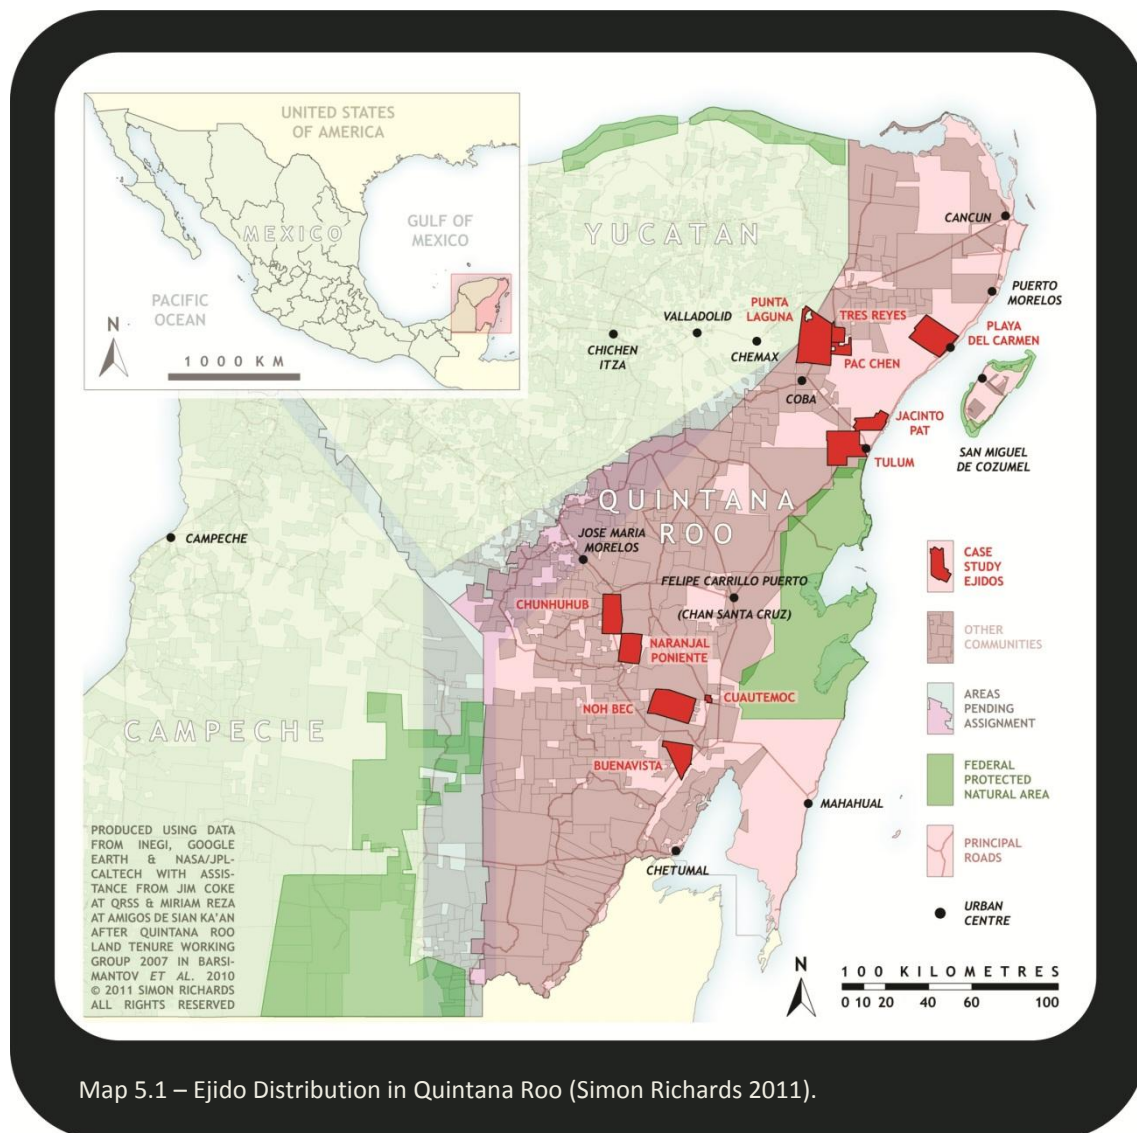 UNITED STATES
OF AMERICA
MEXICO
GULF OF
MEXICO
PACIFIC
OCEAN
N
1000 KM
YUCATAN
CANCUN
PUERTO
MORELOS
PUNTA
LAGUNA
TRES REYES
PLAYA
DEL CARMEN
VALLADOLID
CHICHEN
ITZA
CHEMAX
PAC CHEN
COBA
JACINTO
PAT
TULUM
SAN MIGUEL
DE COZUMEL
QUINTANA
ROO
CAMPECHE
JOSE MARIA
MORELOS
FELIPE CARRILLO PUERTO
(CHAN SANTA CRUZ)
CHUNHUHUB
NARANJAL
PONIENTE
NOH BEC
CUAUTEMOC
BUENAVISTA
CAMPECHE
MAHAHUAL
CHETUMAL
CASE
STUDY
EJIDOS
OTHER
COMMUNITIES
AREAS
PENDING
ASSIGNMENT
FEDERAL
PROTECTED
NATURAL AREA
PRINCIPAL
ROADS
URBAN
CENTRE
PRODUCED USING DATA
FROM INEGI, GOOGLE
EARTH & NASA/JPL-
CALTECH WITH ASSIS-
TANCE FROM JIM COKE
AT QRSS & MIRIAM REZA
AT AMIGOS DE SIAN KA'AN
AFTER QUINTANA ROO
LAND TENURE WORKING
GROUP 2007 IN BARSI-
MANTOV ET AL. 2010
© 2011 SIMON RICHARDS
ALL RIGHTS RESERVED
N
100 KILOMETRES
0 10 20 40 60 100
Map 5.1 – Ejido Distribution in Quintana Roo (Simon Richards 2011).